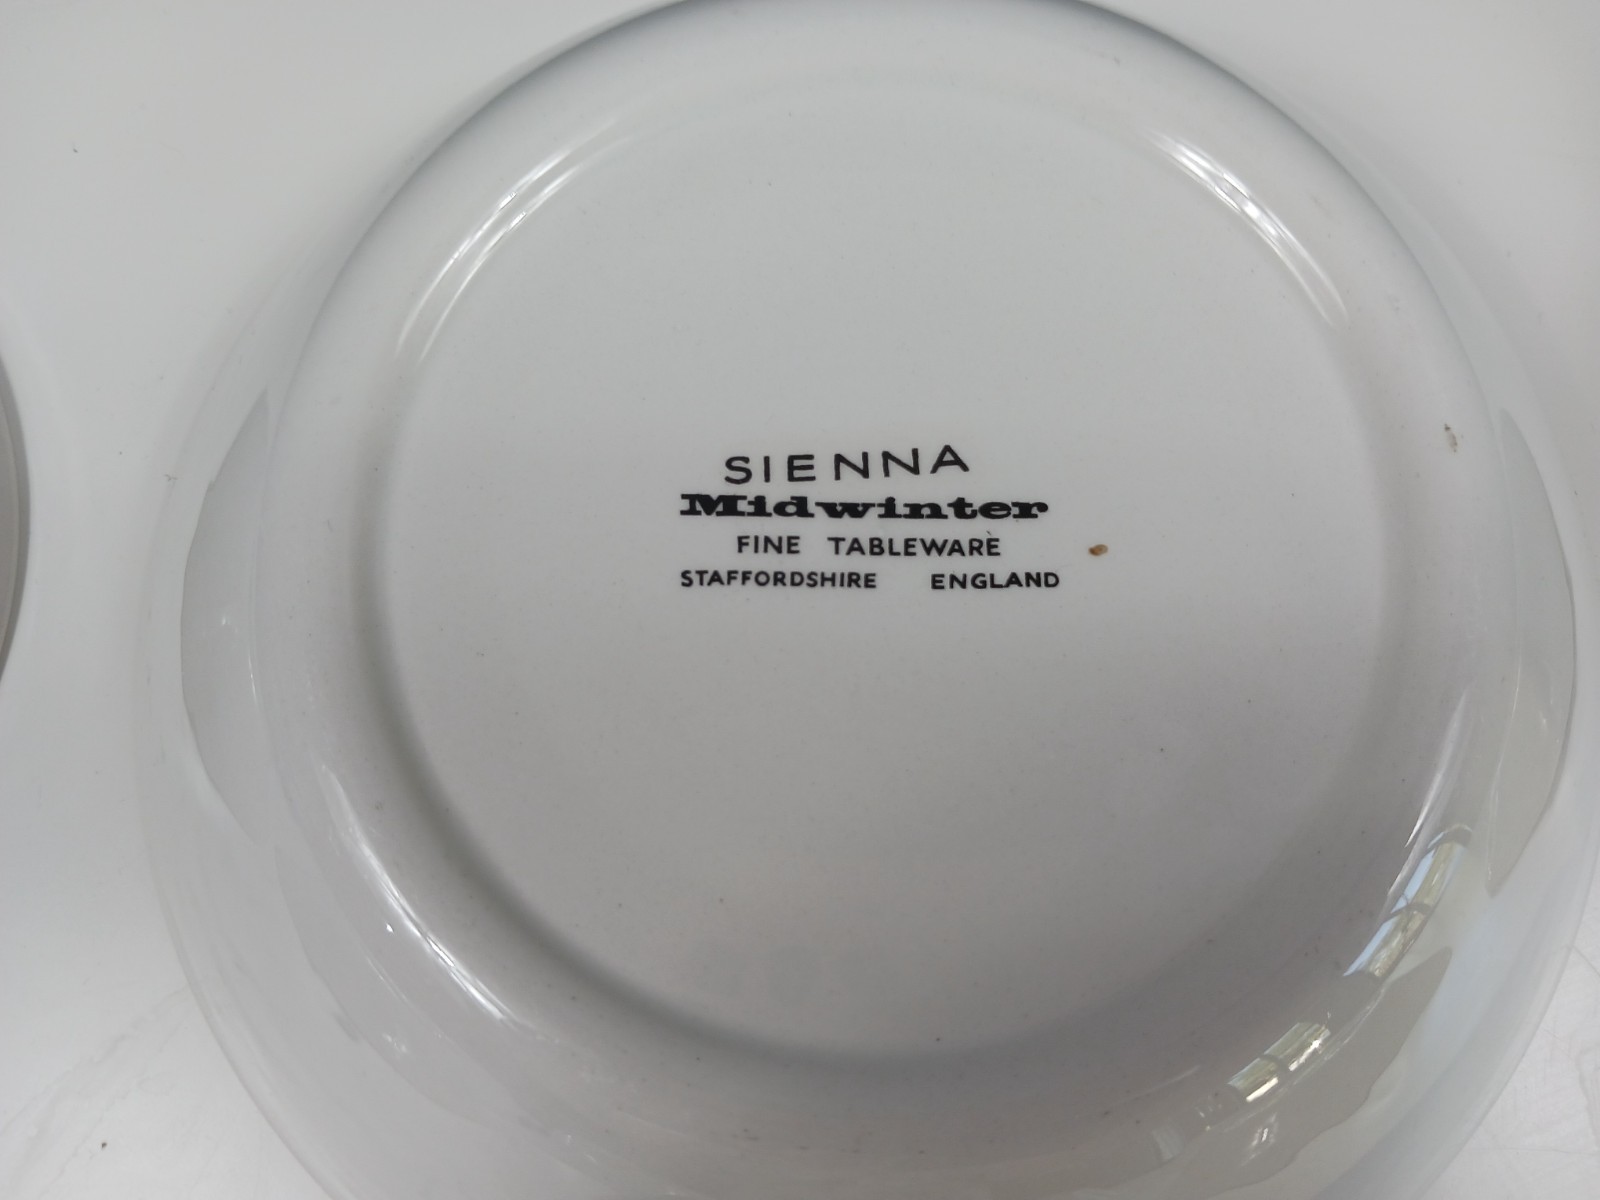 SIENNA
Midwinter
FINE TABLEWARE
STAFFORDSHIRE ENGLAND